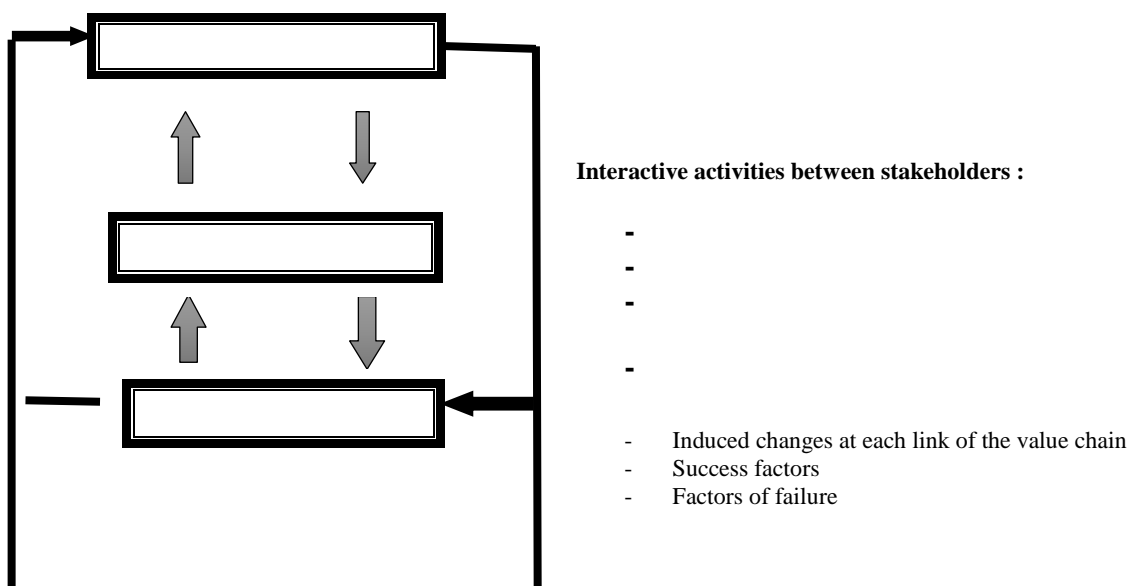 Interactive activities between stakeholders :
-
-
-
-
- Induced changes at each link of the value chain
- Success factors
- Factors of failure